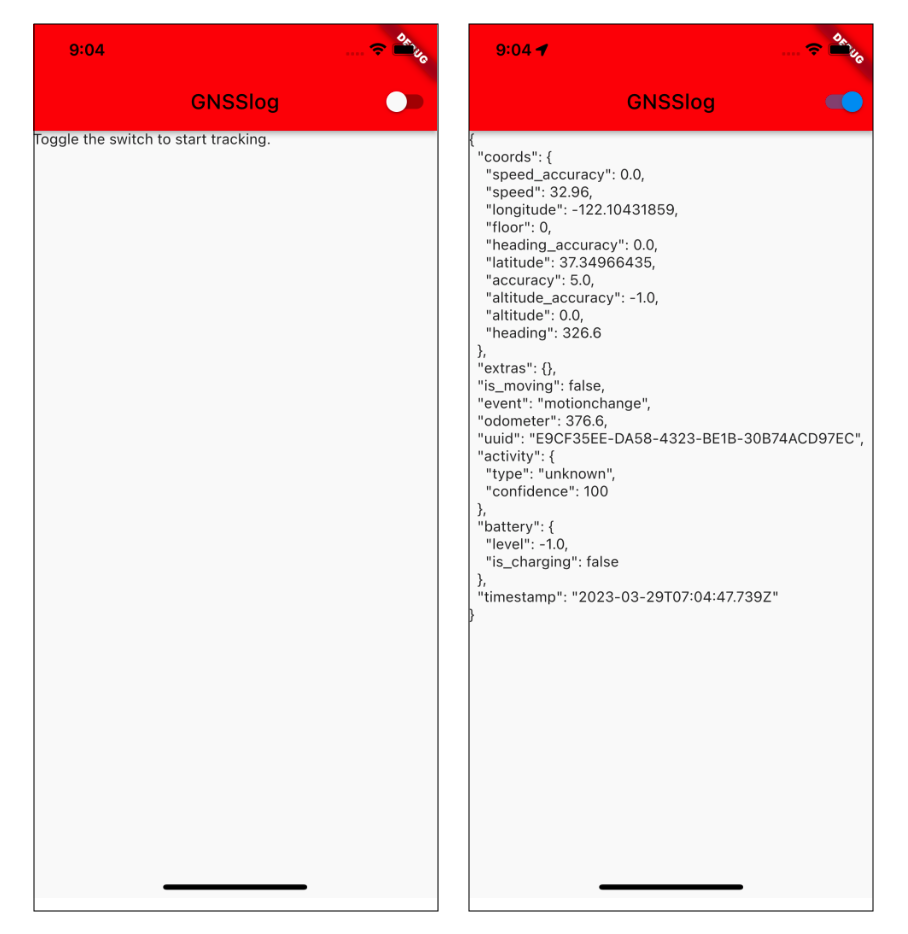 9:04
DEBUG
GNSSlog
Toggle the switch to start tracking.
9:04
DEBUG
GNSSlog
{
"coords": {
"speed_accuracy": 0.0,
"speed": 32.96,
"longitude": -122.10431859,
"floor": 0,
"heading_accuracy": 0.0,
"latitude": 37.34966435,
"accuracy": 5.0,
"altitude_accuracy": -1.0,
"altitude": 0.0,
"heading": 326.6
},
"extras": {},
"is_moving": false,
"event": "motionchange",
"odometer": 376.6,
"uuid": "E9CF35EE-DA58-4323-BE1B-30B74ACD97EC",
"activity": {
"type": "unknown",
"confidence": 100
},
"battery": {
"level": -1.0,
"is_charging": false
},
"timestamp": "2023-03-29T07:04:47.739Z"
}